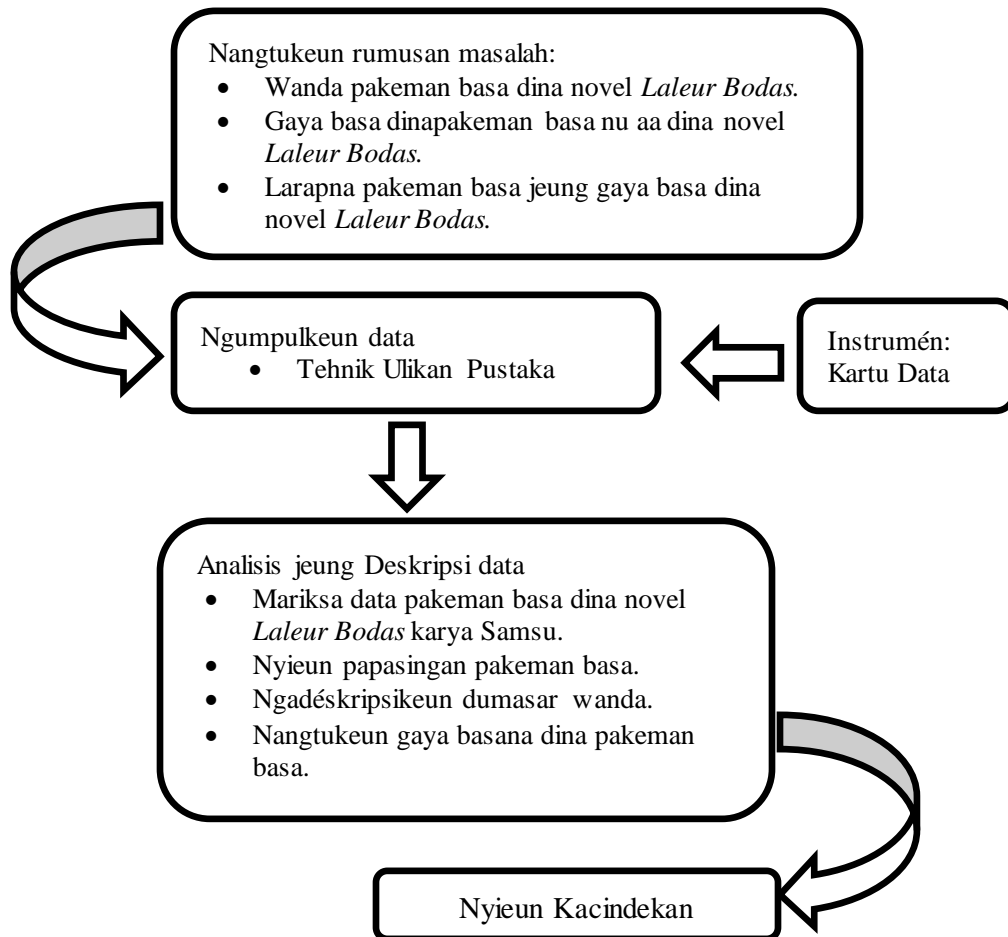 Nangtukeun rumusan masalah:
• Wanda pakeman basa dina novel Laleur Bodas.
• Gaya basa dinapakeman basa nu aa dina novel
Laleur Bodas.
• Larapna pakeman basa jeung gaya basa dina
novel Laleur Bodas.
Ngumpulkeun data
• Tehnik Ulikan Pustaka
Instrumén:
Kartu Data
Analisis jeung Deskripsi data
• Mariksa data pakeman basa dina novel
Laleur Bodas karya Samsu.
• Nyieun papasingan pakeman basa.
• Ngadéskripsikeun dumasar wanda.
• Nangtukeun gaya basana dina pakeman
basa.
Nyieun Kacindekan